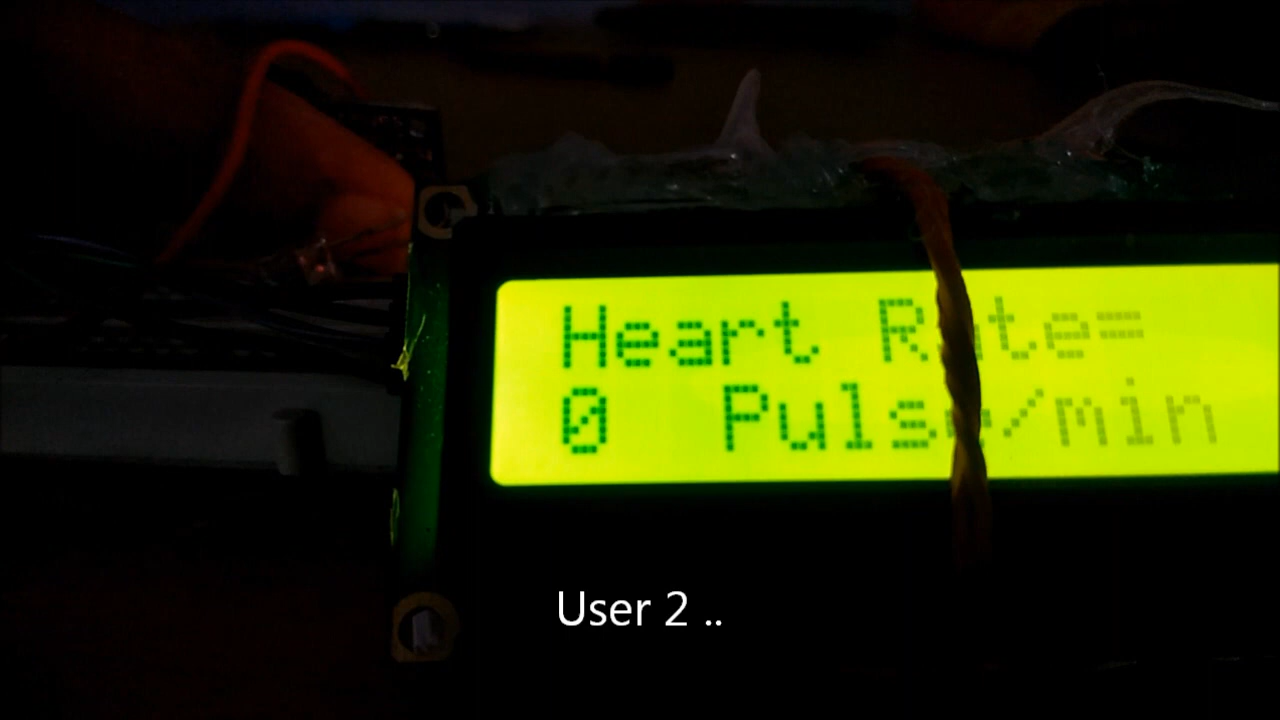 Heart Rate=
0 Pulse/min
User 2 ..